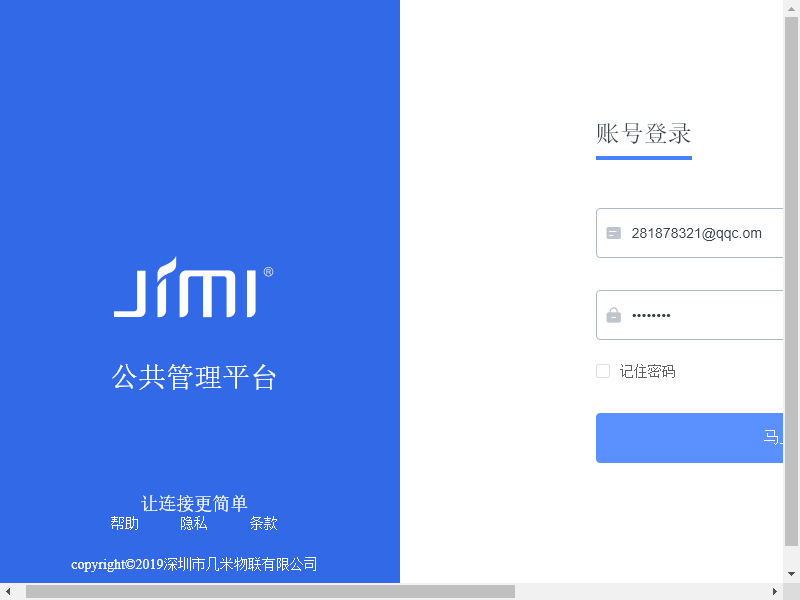 JIMI®
公共管理平台
让连接更简单
帮助 隐私 条款
copyright©2019深圳市几米物联有限公司
账号登录
281878321@qqc.om
••••••••
记住密码
马